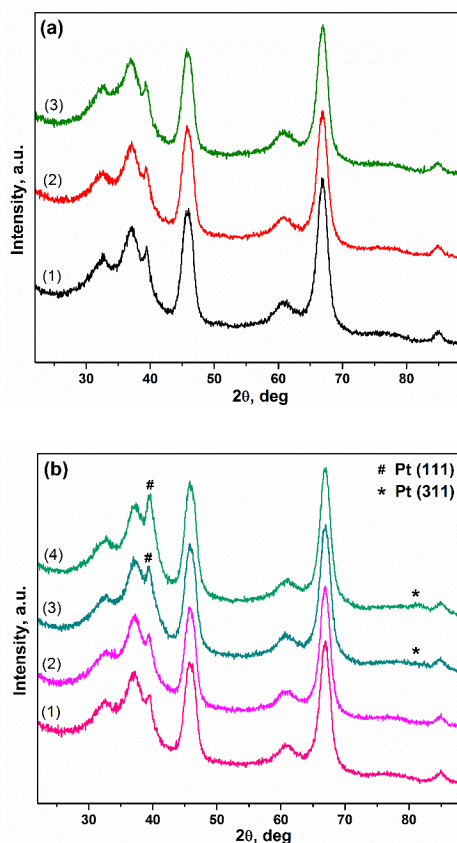 (a)
(3)
(2)
(1)
Intensity, a.u.
30 40 50 60 70 80
2θ, deg
(b)
# Pt (111)
* Pt (311)
#
(4)
*
#
(3)
*
(2)
(1)
Intensity, a.u.
30 40 50 60 70 80
2θ, deg